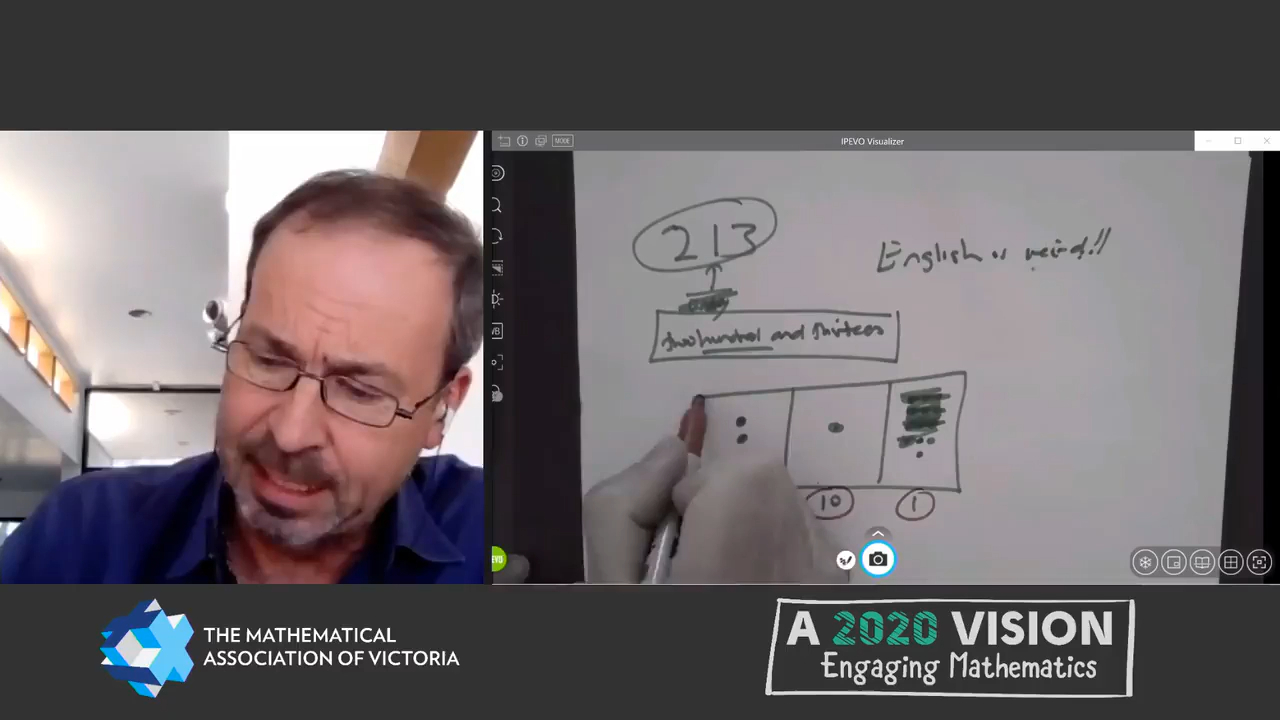 IPEVO Visualizer
MODE
213
English is weird!!
two hundred and thirteen
10
1
THE MATHEMATICAL
ASSOCIATION OF VICTORIA
A 2020 VISION
Engaging Mathematics